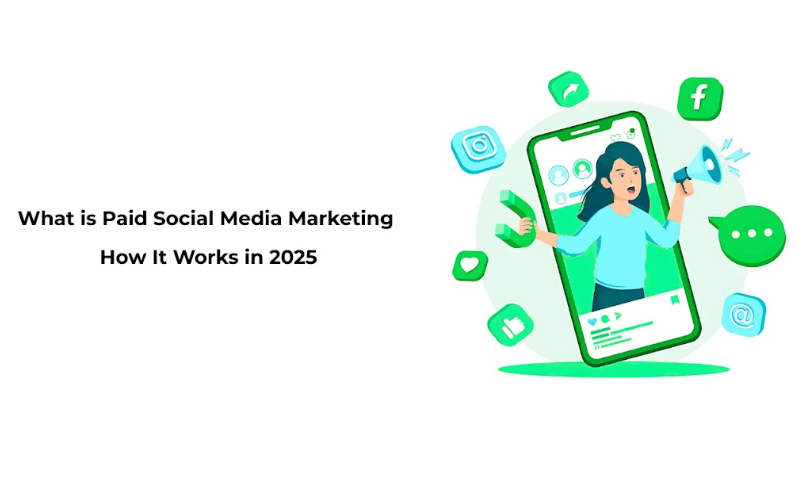 What is Paid Social Media Marketing
How It Works in 2025